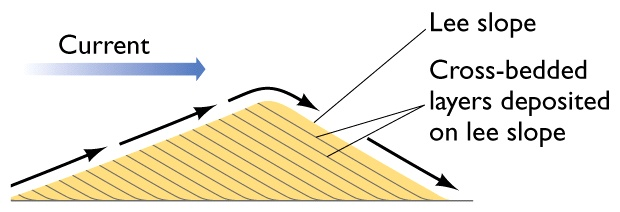 Current
Lee slope
Cross-bedded
layers deposited
on lee slope